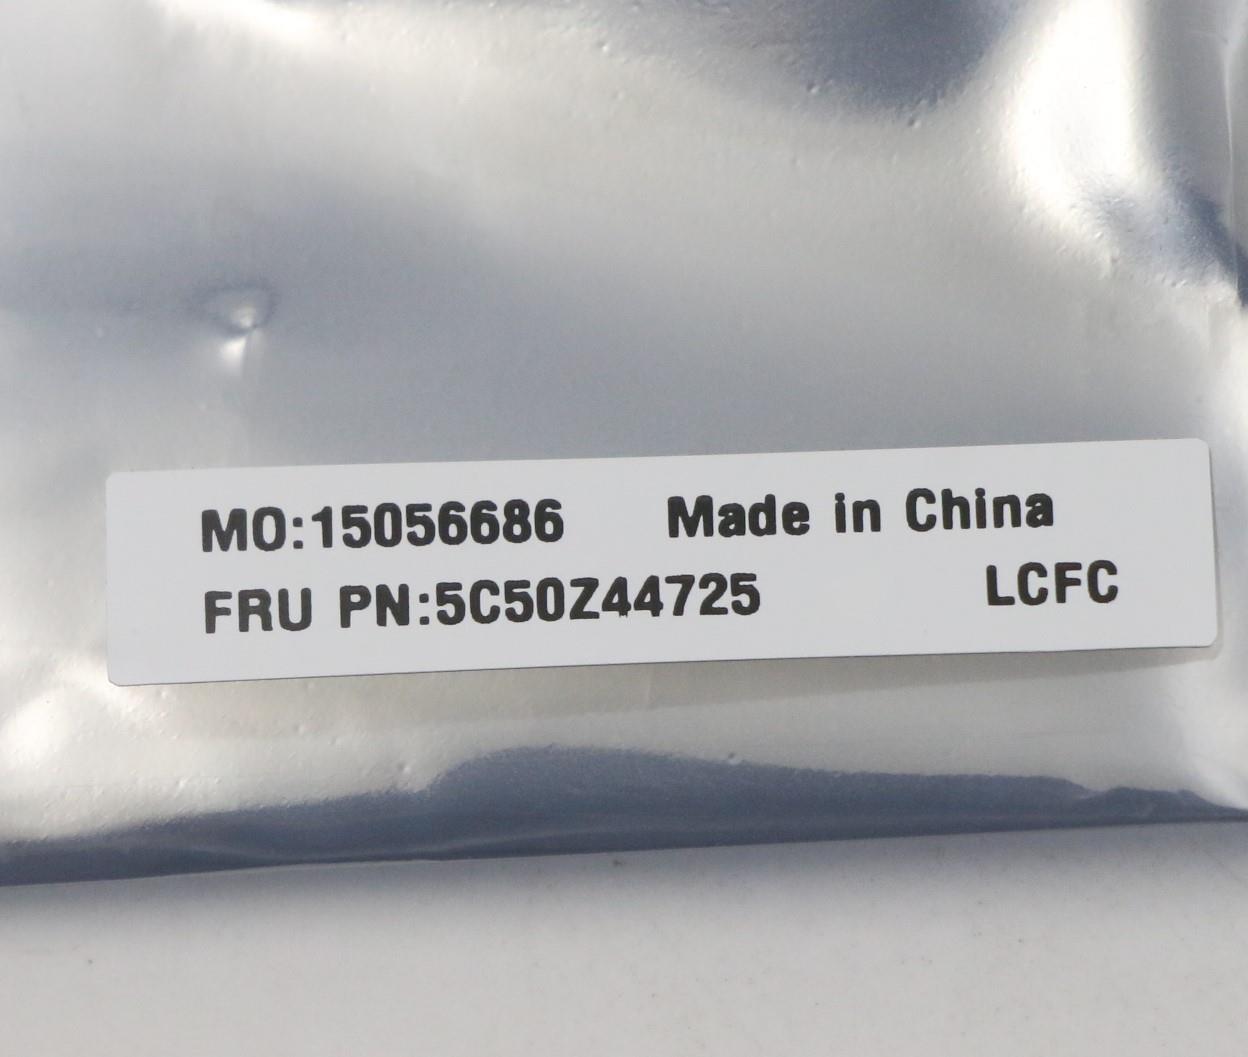 MO:15056686 Made in China
FRU PN:5C50Z44725 LCFC